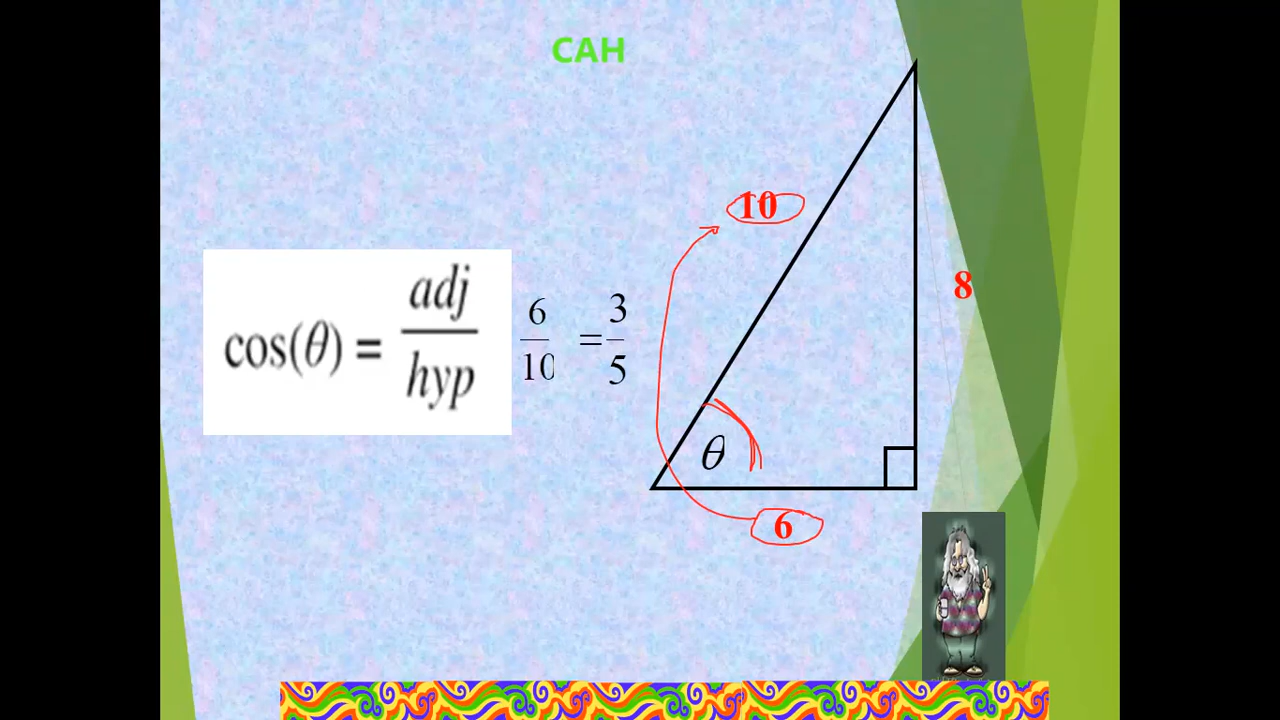 CAH
10
8
cos(θ) = adj/hyp 6/10 = 3/5
θ
6